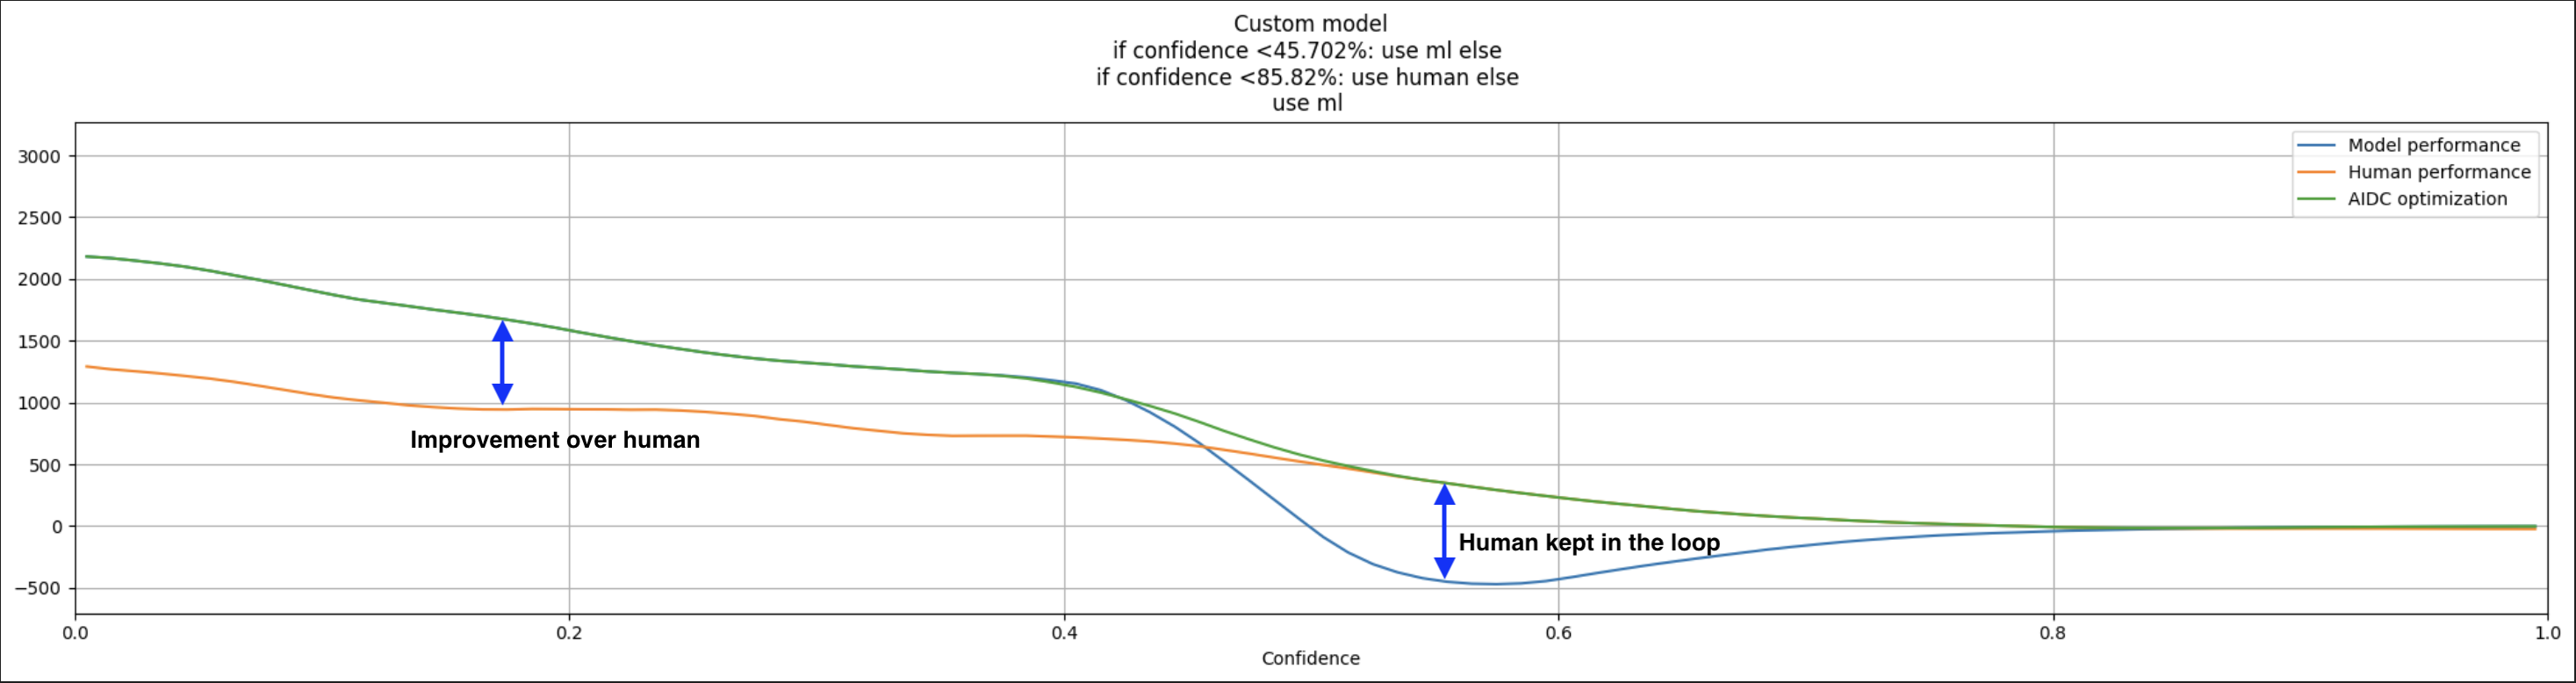 Custom model
if confidence <45.702%: use ml else
if confidence <85.82%: use human else
use ml
3000
2500
2000
1500
1000
500
0
−500
Model performance
Human performance
AIDC optimization
Improvement over human
Human kept in the loop
0.0 0.2 0.4 0.6 0.8 1.0
Confidence